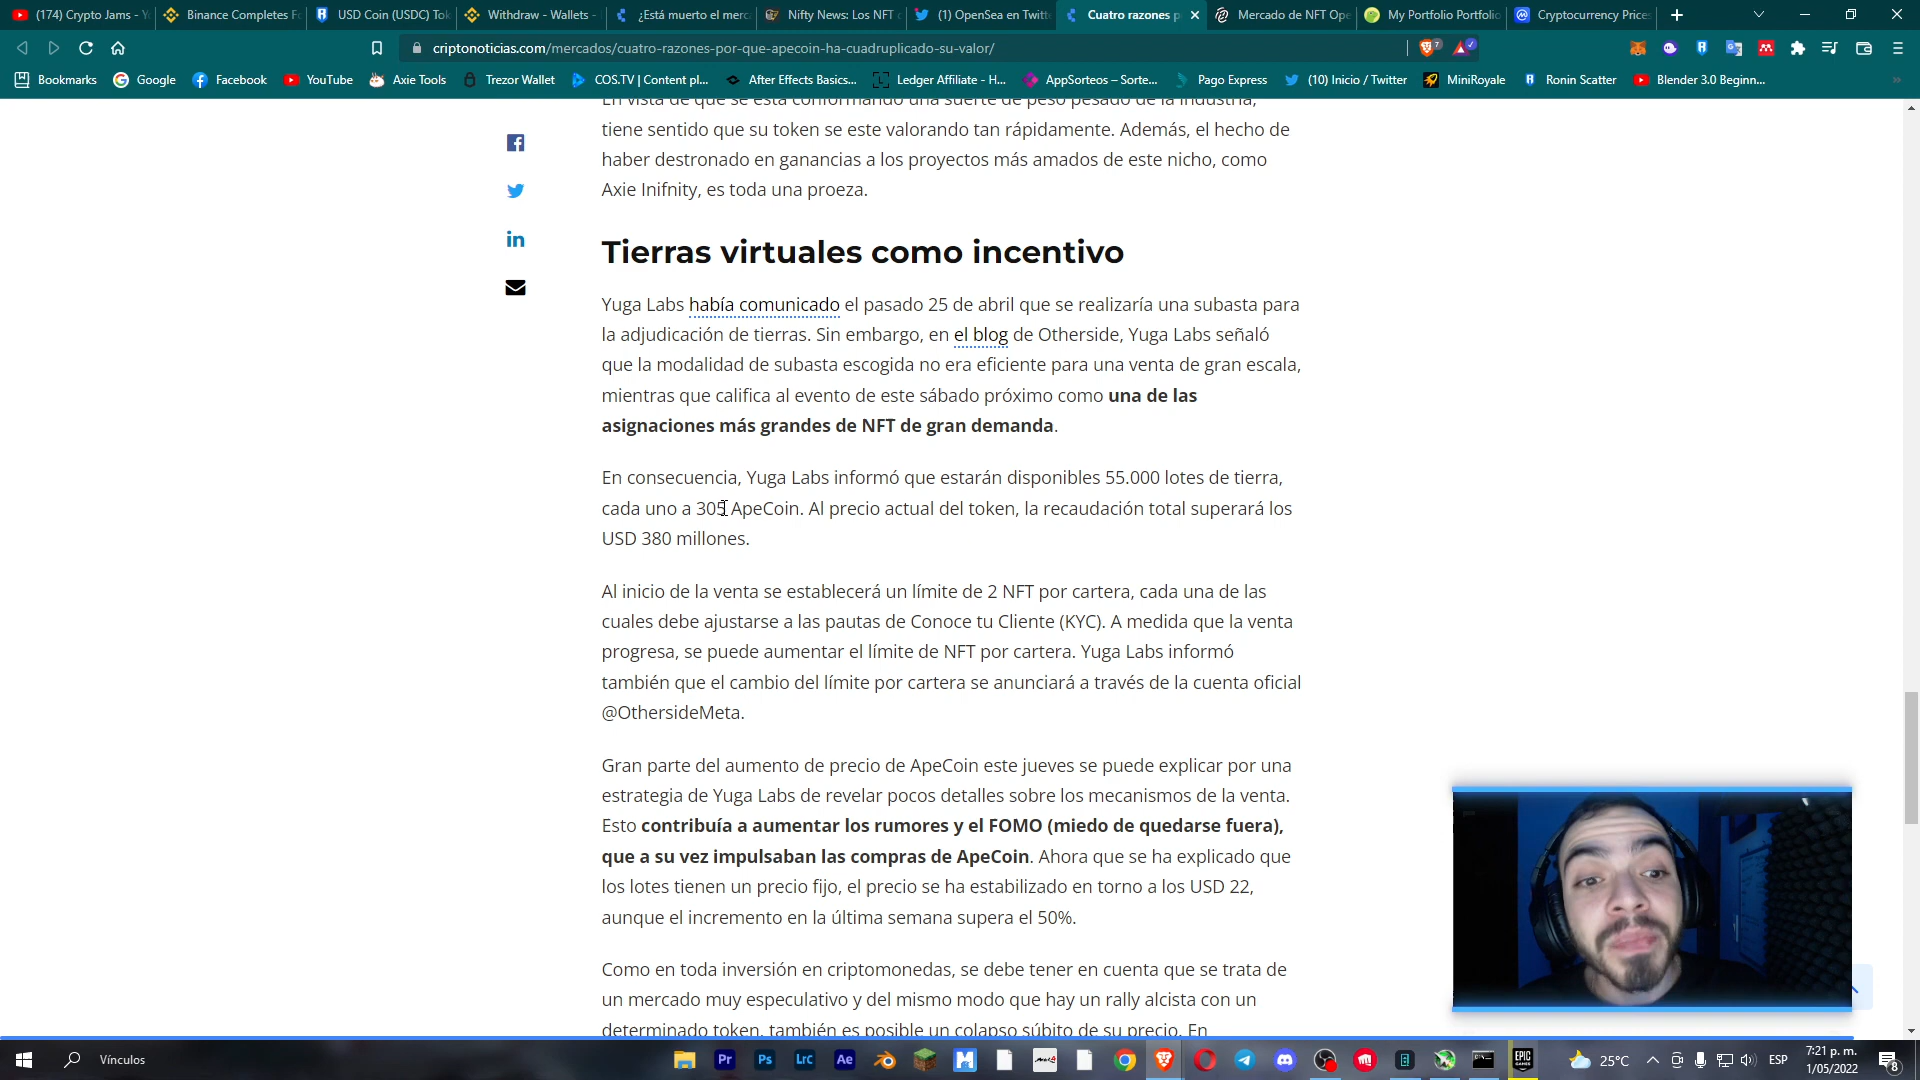 (174) Crypto Jams - Y
Binance Completes F
USD Coin (USDC) Tok
Withdraw - Wallets -
¿Está muerto el merc
Nifty News: Los NFT
(1) OpenSea en Twitt
Cuatro razones p
Mercado de NFT Ope
My Portfolio Portfolio
Cryptocurrency Prices
criptonoticias.com/mercados/cuatro-razones-por-que-apecoin-ha-cuadruplicado-su-valor/
Bookmarks
Google
Facebook
YouTube
Axie Tools
Trezor Wallet
COS.TV | Content pl...
After Effects Basics...
Ledger Affiliate - H...
AppSorteos – Sorte...
Pago Express
(10) Inicio / Twitter
MiniRoyale
Ronin Scatter
Blender 3.0 Beginn...
En vista de que se está conformando una suerte de peso pesado de la industria,
tiene sentido que su token se este valorando tan rápidamente. Además, el hecho de
haber destronado en ganancias a los proyectos más amados de este nicho, como
Axie Inifnity, es toda una proeza.
Tierras virtuales como incentivo
Yuga Labs había comunicado el pasado 25 de abril que se realizaría una subasta para
la adjudicación de tierras. Sin embargo, en el blog de Otherside, Yuga Labs señaló
que la modalidad de subasta escogida no era eficiente para una venta de gran escala,
mientras que califica al evento de este sábado próximo como una de las
asignaciones más grandes de NFT de gran demanda.
En consecuencia, Yuga Labs informó que estarán disponibles 55.000 lotes de tierra,
cada uno a 305 ApeCoin. Al precio actual del token, la recaudación total superará los
USD 380 millones.
Al inicio de la venta se establecerá un límite de 2 NFT por cartera, cada una de las
cuales debe ajustarse a las pautas de Conoce tu Cliente (KYC). A medida que la venta
progresa, se puede aumentar el límite de NFT por cartera. Yuga Labs informó
también que el cambio del límite por cartera se anunciará a través de la cuenta oficial
@OthersideMeta.
Gran parte del aumento de precio de ApeCoin este jueves se puede explicar por una
estrategia de Yuga Labs de revelar pocos detalles sobre los mecanismos de la venta.
Esto contribuía a aumentar los rumores y el FOMO (miedo de quedarse fuera),
que a su vez impulsaban las compras de ApeCoin. Ahora que se ha explicado que
los lotes tienen un precio fijo, el precio se ha estabilizado en torno a los USD 22,
aunque el incremento en la última semana supera el 50%.
Como en toda inversión en criptomonedas, se debe tener en cuenta que se trata de
un mercado muy especulativo y del mismo modo que hay un rally alcista con un
determinado token, también es posible un colapso súbito de su precio. En
Vínculos
Pr
Ps
LrC
Ae
EPIC
25°C
ESP
7:21 p. m.
1/05/2022
8